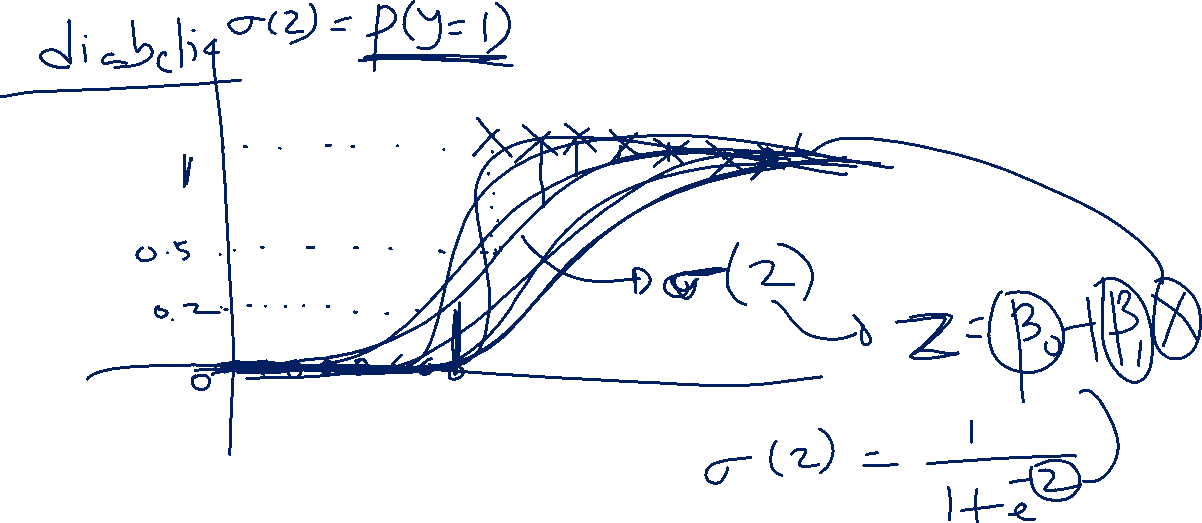 σ(z) = P(y=1)
1
0.5
0.2
0
σ(z)
z = β₀ + β₁ X
σ(z) = 1 / (1 + e^-z)